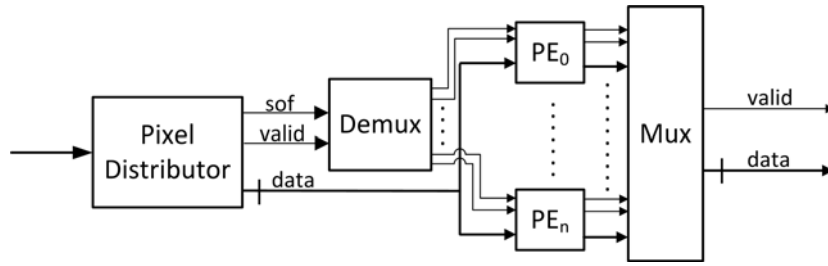 Pixel
Distributor
sof
valid
data
Demux
PE₀
PEₙ
Mux
valid
data